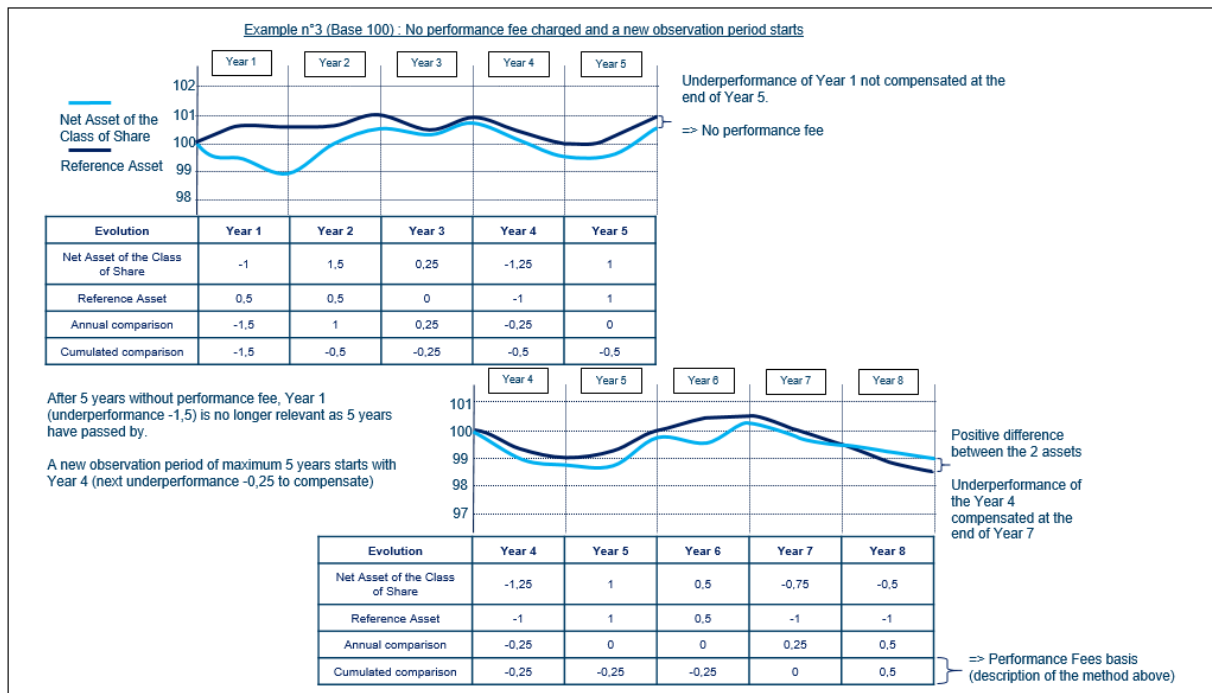 Example n°3 (Base 100) : No performance fee charged and a new observation period starts
Year 1 Year 2 Year 3 Year 4 Year 5
102
101
100
99
98
Net Asset of the
Class of Share
Reference Asset
Underperformance of Year 1 not compensated at the
end of Year 5.
=> No performance fee
Evolution Year 1 Year 2 Year 3 Year 4 Year 5
Net Asset of the Class
of Share
-1 1,5 0,25 -1,25 1
Reference Asset 0,5 0,5 0 -1 1
Annual comparison -1,5 1 0,25 -0,25 0
Cumulated comparison -1,5 -0,5 -0,25 -0,5 -0,5
After 5 years without performance fee, Year 1
(underperformance -1,5) is no longer relevant as 5 years
have passed by.
A new observation period of maximum 5 years starts with
Year 4 (next underperformance -0,25 to compensate)
Year 4 Year 5 Year 6 Year 7 Year 8
101
100
99
98
97
Positive difference
between the 2 assets
Underperformance of
the Year 4
compensated at the
end of Year 7
Evolution Year 4 Year 5 Year 6 Year 7 Year 8
Net Asset of the Class
of Share
-1,25 1 0,5 -0,75 -0,5
Reference Asset -1 1 0,5 -1 -1
Annual comparison -0,25 0 0 0,25 0,5
Cumulated comparison -0,25 -0,25 -0,25 0 0,5
=> Performance Fees basis
(description of the method above)